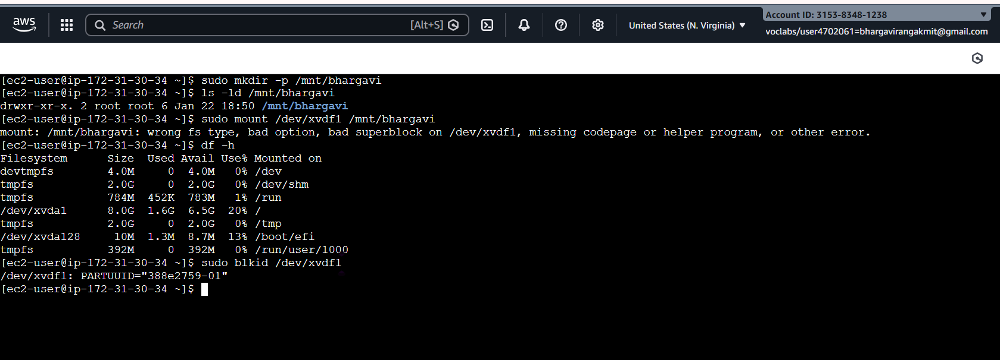 aws
Search
[Alt+S]
United States (N. Virginia)
Account ID: 3153-8348-1238
voclabs/user4702061=bhargavirangakmit@gmail.com
[ec2-user@ip-172-31-30-34 ~]$ sudo mkdir -p /mnt/bhargavi
[ec2-user@ip-172-31-30-34 ~]$ ls -ld /mnt/bhargavi
drwxr-xr-x. 2 root root 6 Jan 22 18:50 /mnt/bhargavi
[ec2-user@ip-172-31-30-34 ~]$ sudo mount /dev/xvdf1 /mnt/bhargavi
mount: /mnt/bhargavi: wrong fs type, bad option, bad superblock on /dev/xvdf1, missing codepage or helper program, or other error.
[ec2-user@ip-172-31-30-34 ~]$ df -h
Filesystem      Size  Used Avail Use% Mounted on
devtmpfs        4.0M     0  4.0M   0% /dev
tmpfs           2.0G     0  2.0G   0% /dev/shm
tmpfs           784M  452K  783M   1% /run
/dev/xvda1      8.0G  1.6G  6.5G  20% /
tmpfs           2.0G     0  2.0G   0% /tmp
/dev/xvda128     10M  1.3M  8.7M  13% /boot/efi
tmpfs           392M     0  392M   0% /run/user/1000
[ec2-user@ip-172-31-30-34 ~]$ sudo blkid /dev/xvdf1
/dev/xvdf1: PARTUUID="388e2759-01"
[ec2-user@ip-172-31-30-34 ~]$